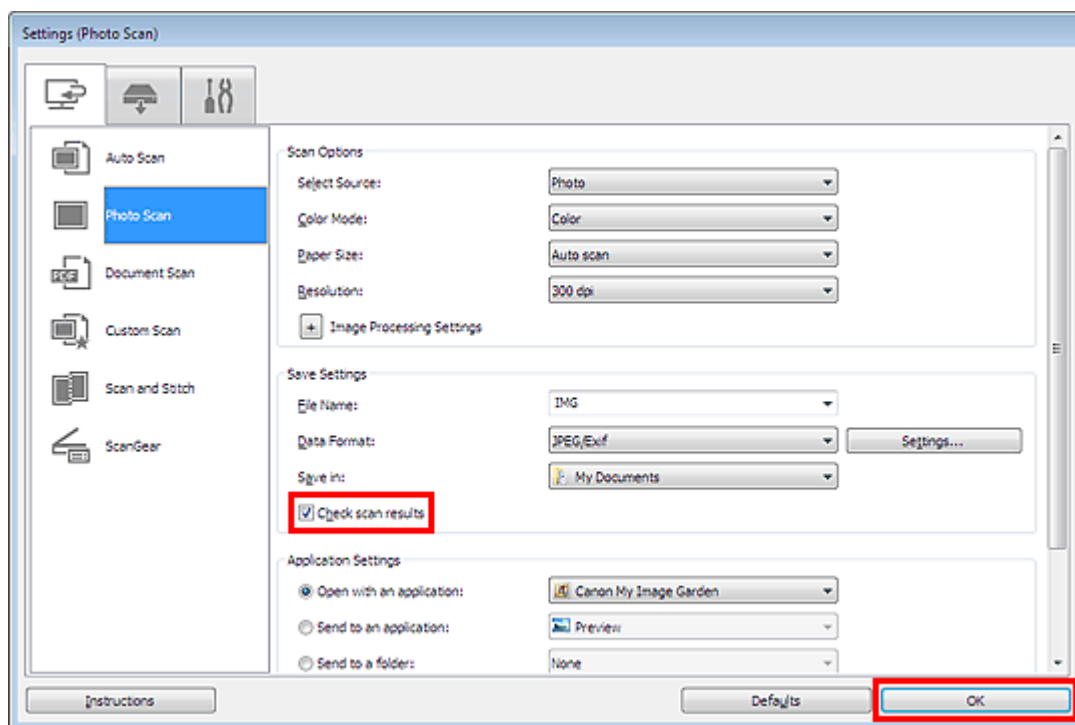 Settings (Photo Scan)
Auto Scan
Photo Scan
PDF Document Scan
Custom Scan
Scan and Stitch
ScanGear
Scan Options
Select Source: Photo
Color Mode: Color
Paper Size: Auto scan
Resolution: 300 dpi
+ Image Processing Settings
Save Settings
File Name: IMG
Data Format: JPEG/Exif Settings...
Save in: My Documents
Check scan results
Application Settings
Open with an application: Canon My Image Garden
Send to an application: Preview
Send to a folder: None
Instructions Defaults OK